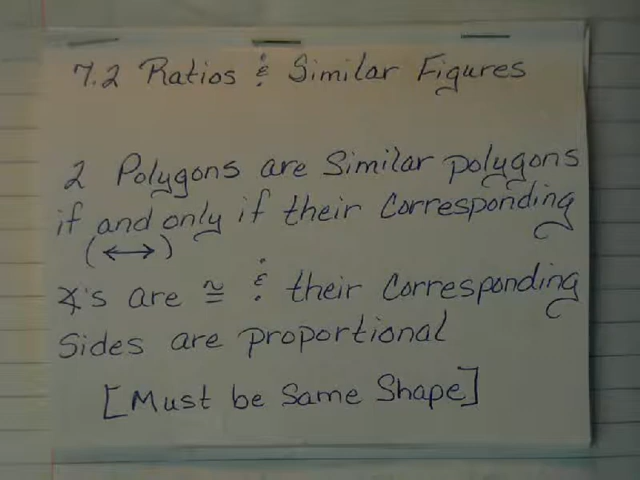 7.2 Ratios & Similar Figures
2 Polygons are Similar polygons
if and only if their Corresponding
(↔)
∡'s are ≅ & their Corresponding
Sides are proportional
[Must be Same Shape]